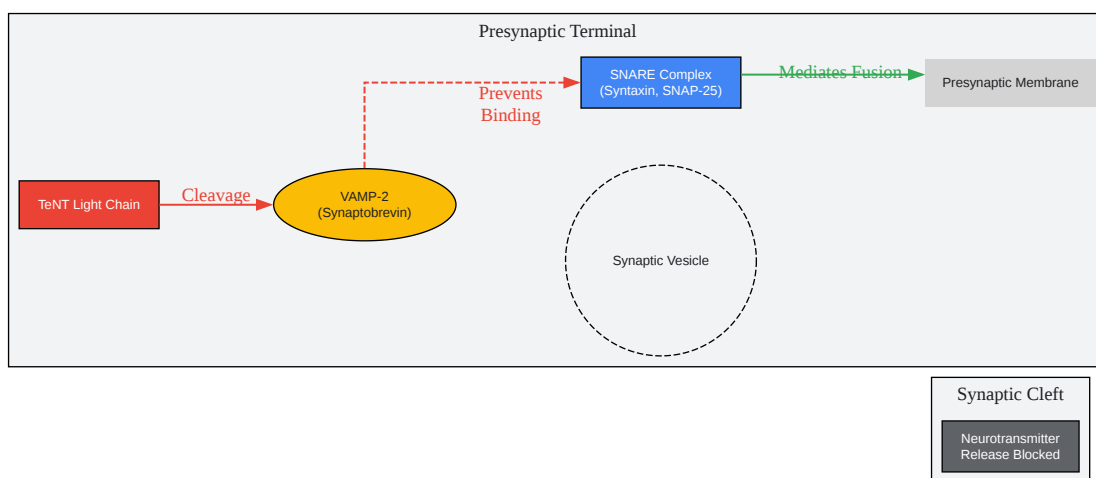 Presynaptic Terminal
SNARE Complex
(Syntaxin, SNAP-25)
Mediates Fusion
Presynaptic Membrane
Prevents
Binding
TeNT Light Chain
Cleavage
VAMP-2
(Synaptobrevin)
Synaptic Vesicle
Synaptic Cleft
Neurotransmitter
Release Blocked